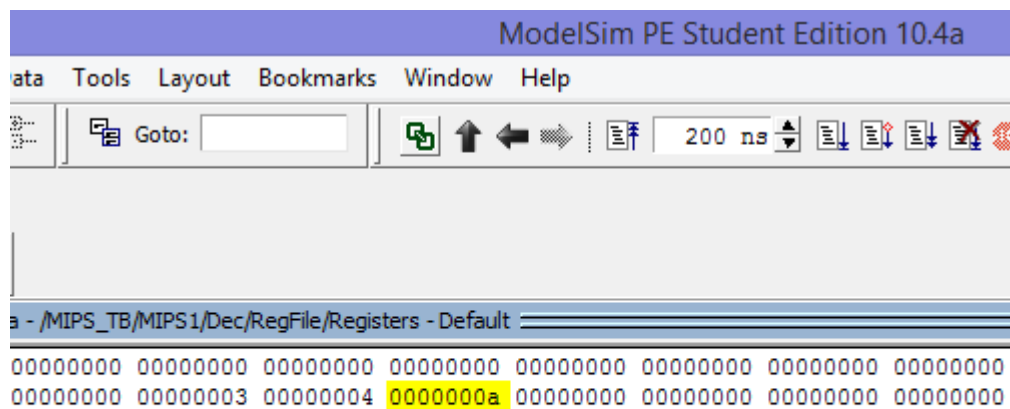 ModelSim PE Student Edition 10.4a
ata Tools Layout Bookmarks Window Help
Goto: 200 ns
a - /MIPS_TB/MIPS1/Dec/RegFile/Registers - Default
00000000 00000000 00000000 00000000 00000000 00000000 00000000 00000000
00000000 00000003 00000004 0000000a 00000000 00000000 00000000 00000000